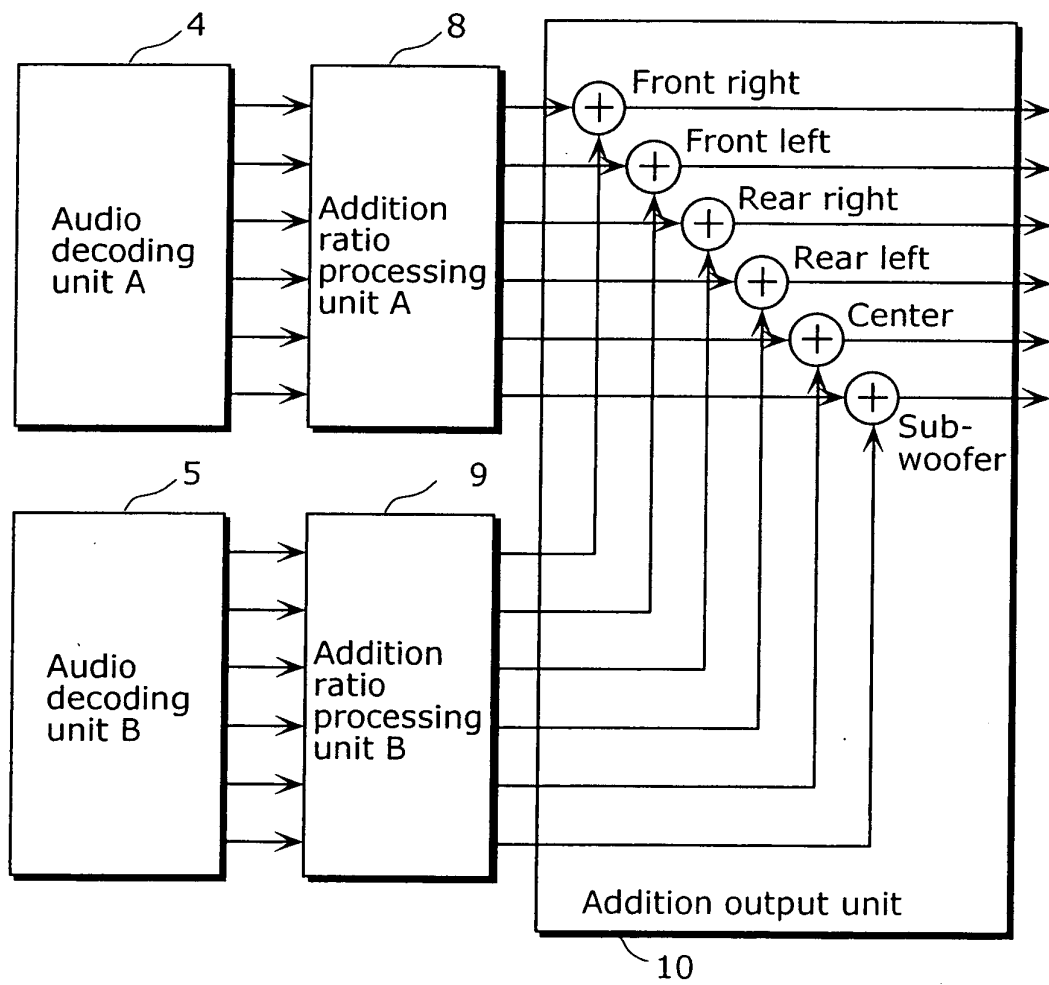 4
8
Audio
decoding
unit A
Addition
ratio
processing
unit A
Front right
Front left
Rear right
Rear left
Center
Sub-
woofer
5
9
Audio
decoding
unit B
Addition
ratio
processing
unit B
Addition output unit
10